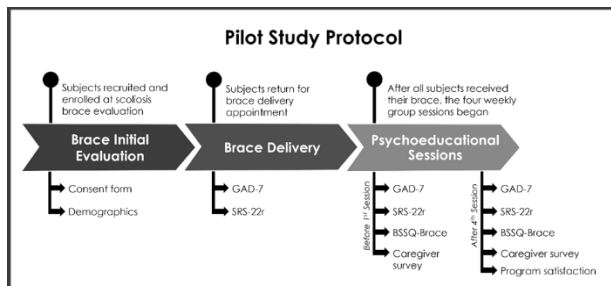 Pilot Study Protocol
Subjects recruited and
enrolled at scoliosis
brace evaluation
Subjects return for
brace delivery
appointment
After all subjects received
their brace, the four weekly
group sessions began
Brace Initial
Evaluation
Brace Delivery
Psychoeducational
Sessions
Consent form
Demographics
GAD-7
SRS-22r
Before 1st Session
GAD-7
SRS-22r
BSSQ-Brace
Caregiver
survey
After 4th Session
GAD-7
SRS-22r
BSSQ-Brace
Caregiver survey
Program satisfaction